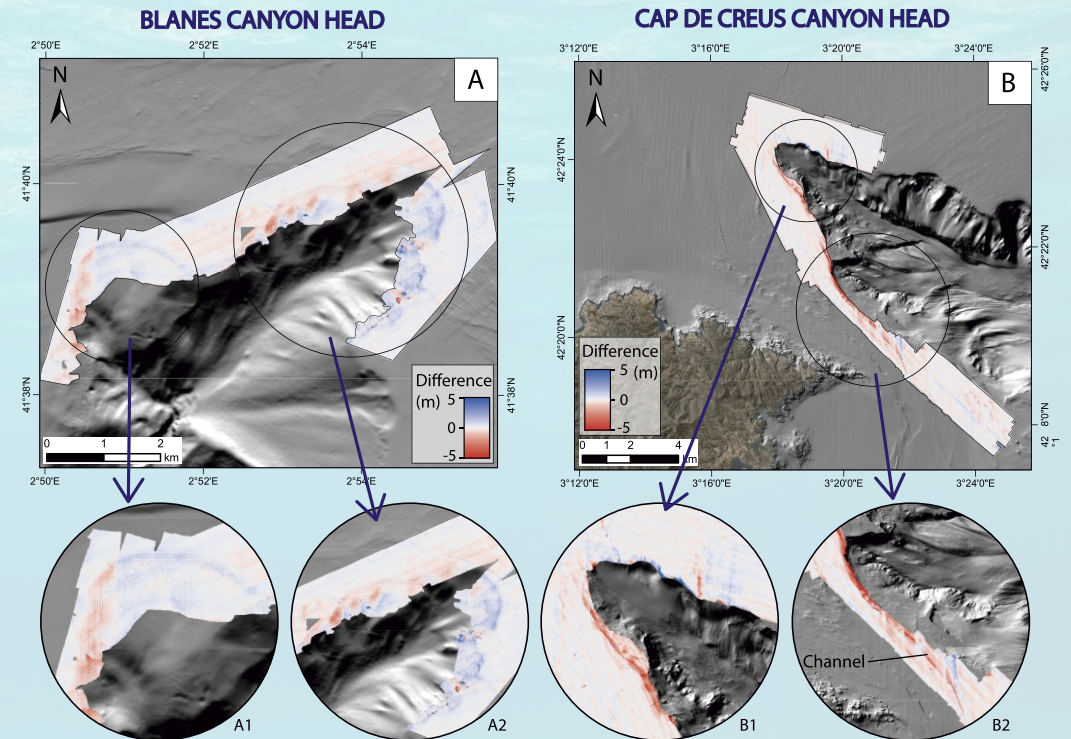 BLANES CANYON HEAD
CAP DE CREUS CANYON HEAD
2°50'E 2°52'E 2°54'E
3°12'0"E 3°16'0"E 3°20'0"E 3°24'0"E
N
A
N
B
41°40'N
41°38'N
41°40'N
41°38'N
42°24'0"N
42°20'0"N
42°26'0"N
42°22'0"N
42 8'0"N
°1
Difference
(m)
5
0
-5
Difference
(m)
5
0
-5
0 1 2
km
0 1 2 4
km
2°50'E 2°52'E 2°54'E
3°12'0"E 3°16'0"E 3°20'0"E 3°24'0"E
Channel
A1
A2
B1
B2